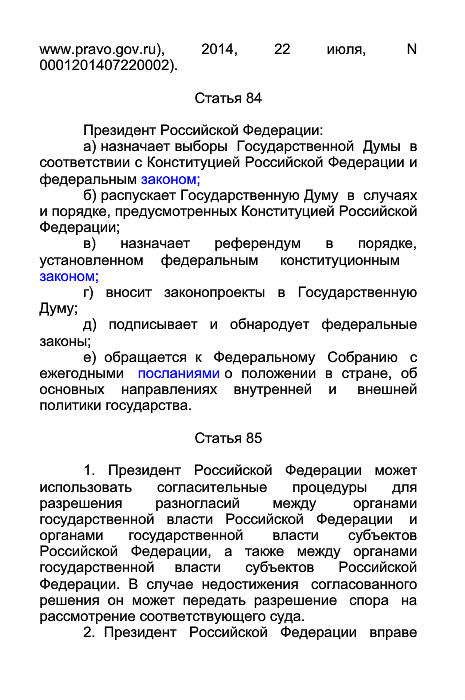 www.pravo.gov.ru), 2014, 22 июля, N
0001201407220002).
Статья 84
Президент Российской Федерации:
а) назначает выборы Государственной Думы в
соответствии с Конституцией Российской Федерации и
федеральным законом;
б) распускает Государственную Думу в случаях
и порядке, предусмотренных Конституцией Российской
Федерации;
в) назначает референдум в порядке,
установленном федеральным конституционным
законом;
г) вносит законопроекты в Государственную
Думу;
д) подписывает и обнародует федеральные
законы;
е) обращается к Федеральному Собранию с
ежегодными посланиями о положении в стране, об
основных направлениях внутренней и внешней
политики государства.
Статья 85
1. Президент Российской Федерации может
использовать согласительные процедуры для
разрешения разногласий между органами
государственной власти Российской Федерации и
органами государственной власти субъектов
Российской Федерации, а также между органами
государственной власти субъектов Российской
Федерации. В случае недостижения согласованного
решения он может передать разрешение спора на
рассмотрение соответствующего суда.
2. Президент Российской Федерации вправе